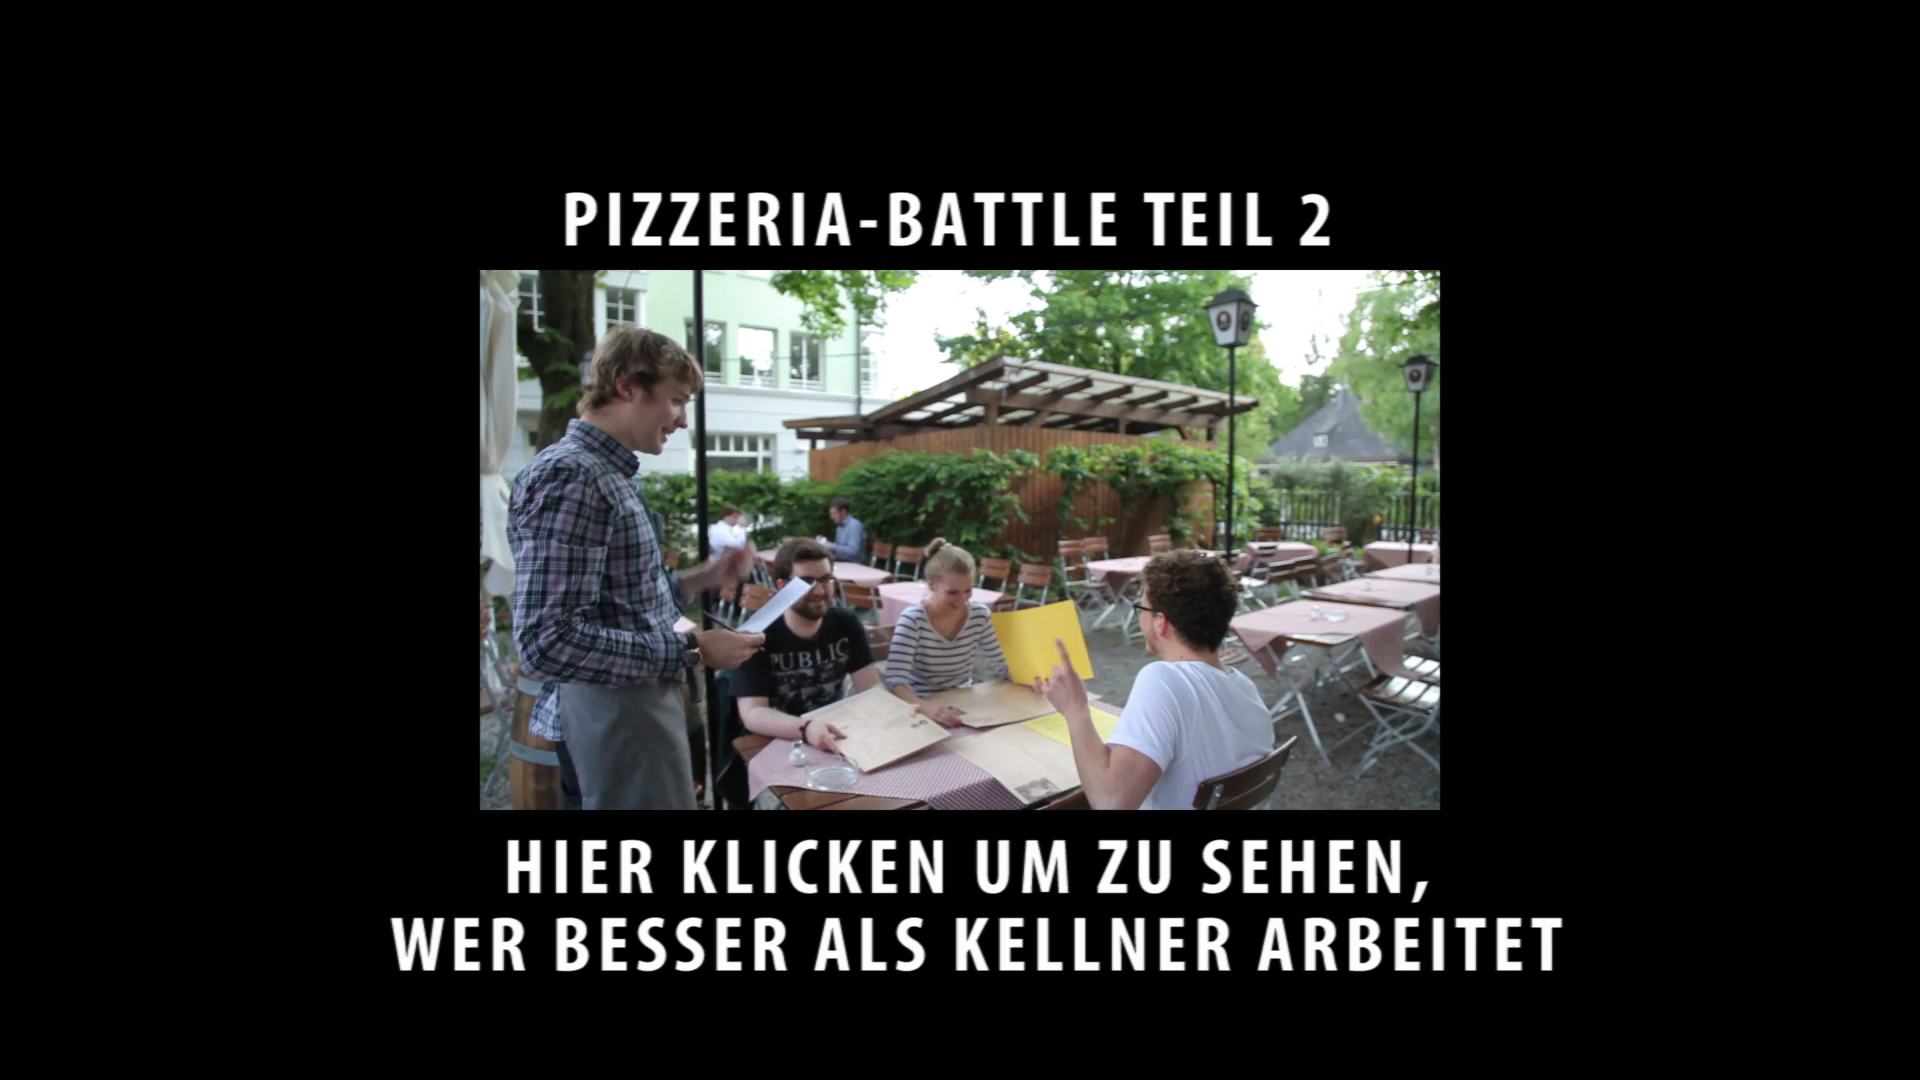 PIZZERIA-BATTLE TEIL 2
PUBLIC
HIER KLICKEN UM ZU SEHEN,
WER BESSER ALS KELLNER ARBEITET